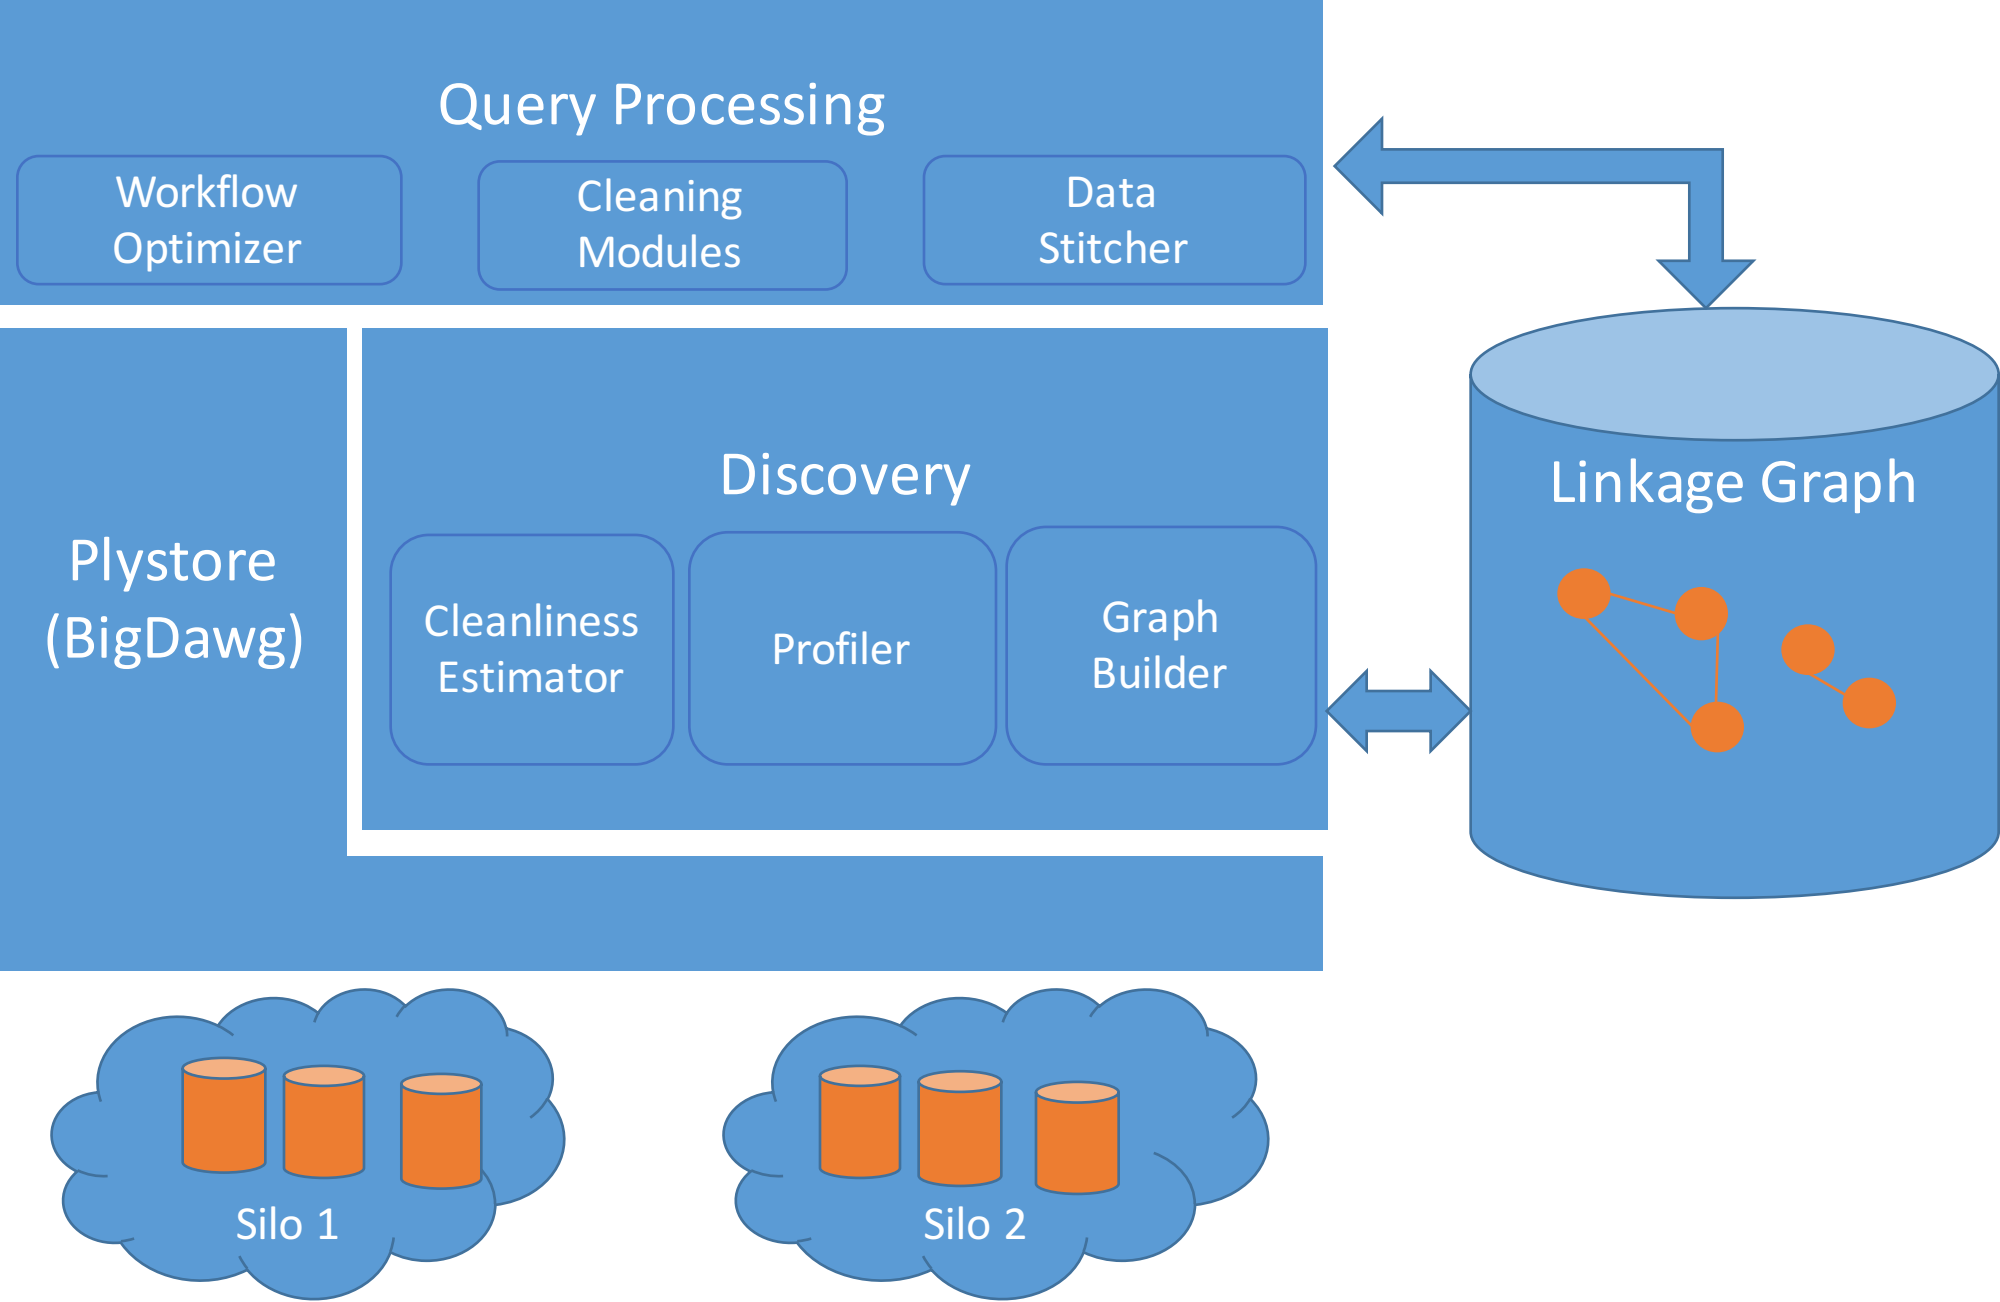 Query Processing
Workflow
Optimizer
Cleaning
Modules
Data
Stitcher
Plystore
(BigDawg)
Discovery
Cleanliness
Estimator
Profiler
Graph
Builder
Linkage Graph
Silo 1
Silo 2